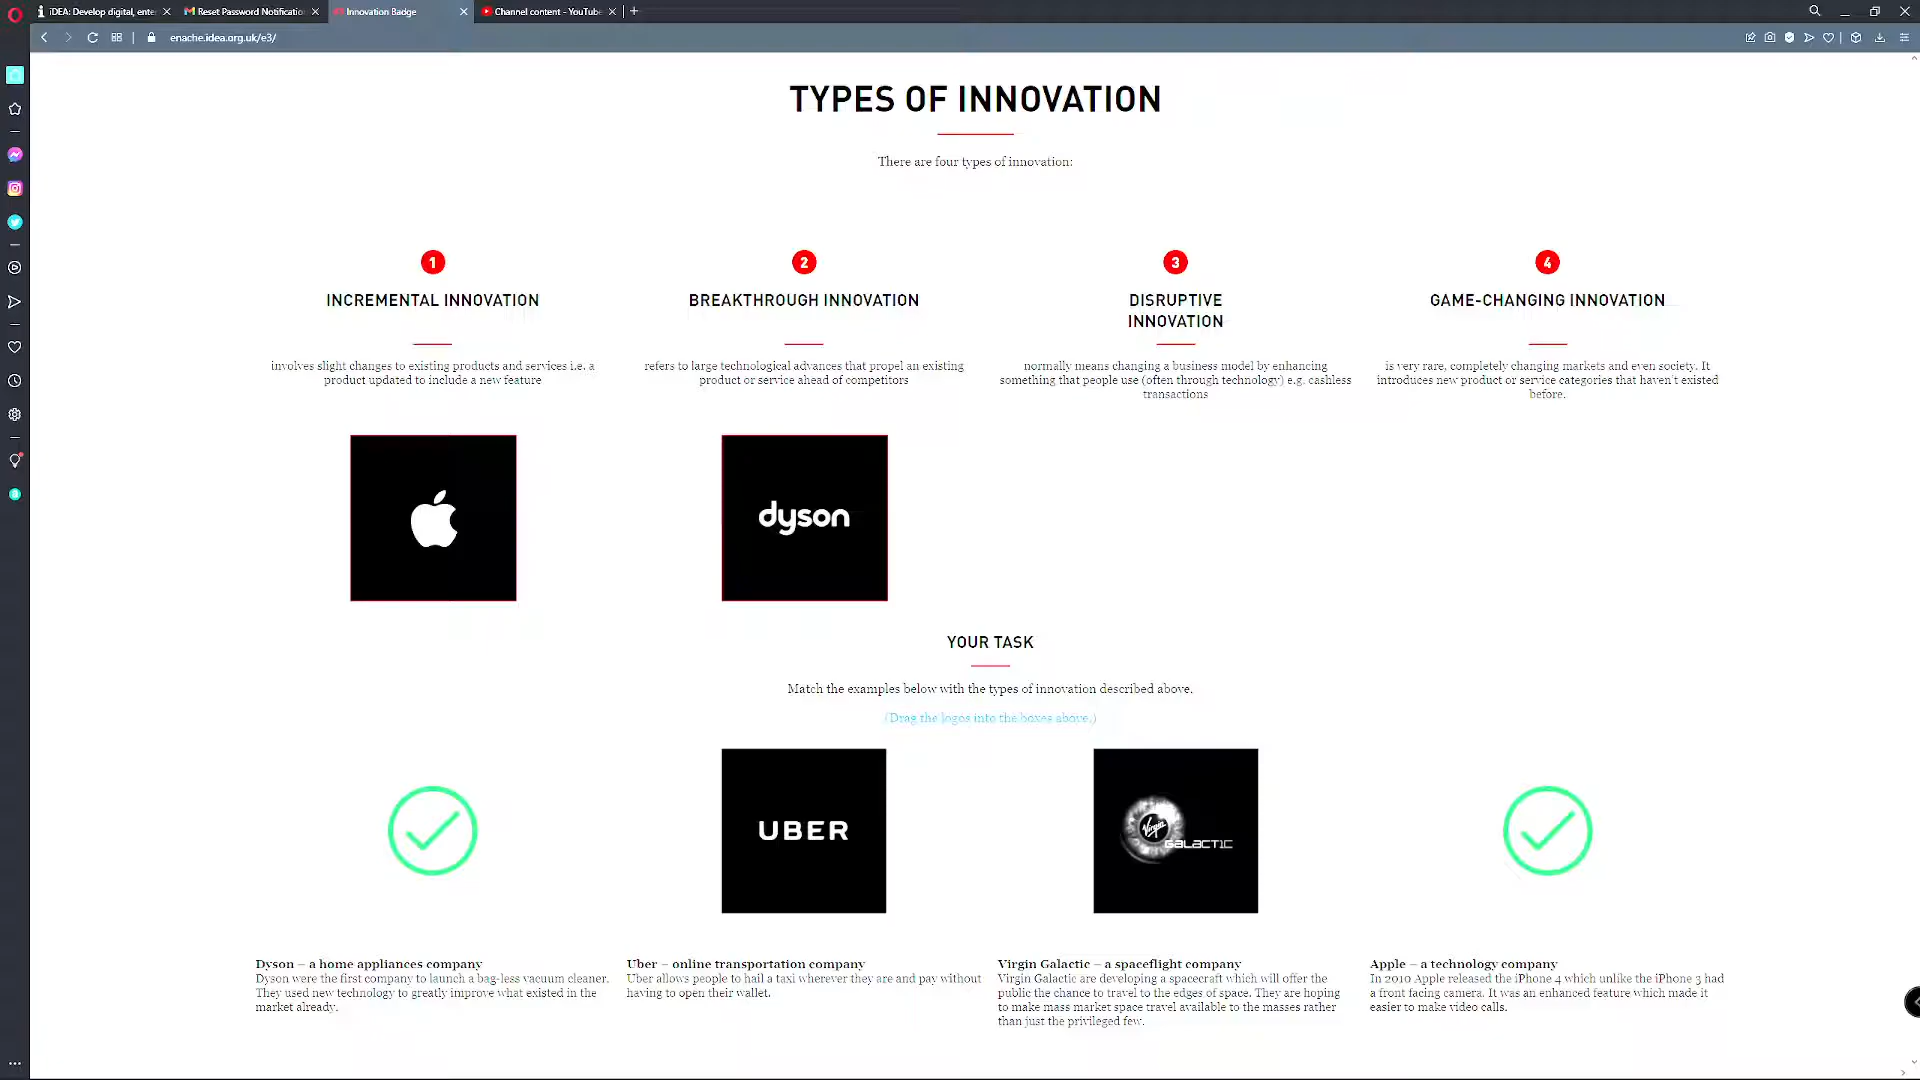 iDEA: Develop digital, ente
Reset Password Notificatio
Innovation Badge
Channel content - YouTube
enache.idea.org.uk/e3/
TYPES OF INNOVATION
There are four types of innovation:
1
INCREMENTAL INNOVATION
involves slight changes to existing products and services i.e. a
product updated to include a new feature
2
BREAKTHROUGH INNOVATION
refers to large technological advances that propel an existing
product or service ahead of competitors
3
DISRUPTIVE
INNOVATION
normally means changing a business model by enhancing
something that people use (often through technology) e.g. cashless
transactions
4
GAME-CHANGING INNOVATION
is very rare, completely changing markets and even society. It
introduces new product or service categories that haven't existed
before.
dyson
YOUR TASK
Match the examples below with the types of innovation described above.
(Drag the logos into the boxes above.)
UBER
Virgin
GALACTIC
Dyson – a home appliances company
Dyson were the first company to launch a bag-less vacuum cleaner.
They used new technology to greatly improve what existed in the
market already.
Uber – online transportation company
Uber allows people to hail a taxi wherever they are and pay without
having to open their wallet.
Virgin Galactic – a spaceflight company
Virgin Galactic are developing a spacecraft which will offer the
public the chance to travel to the edges of space. They are hoping
to make mass market space travel available to the masses rather
than just the privileged few.
Apple – a technology company
In 2010 Apple released the iPhone 4 which unlike the iPhone 3 had
a front facing camera. It was an enhanced feature which made it
easier to make video calls.